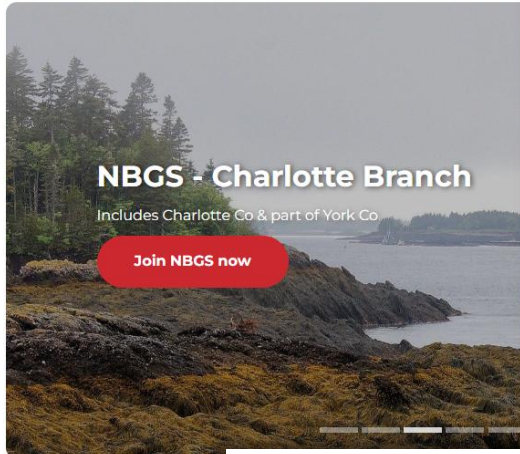 NBGS - Charlotte Branch
Includes Charlotte Co & part of York Co
Join NBGS now